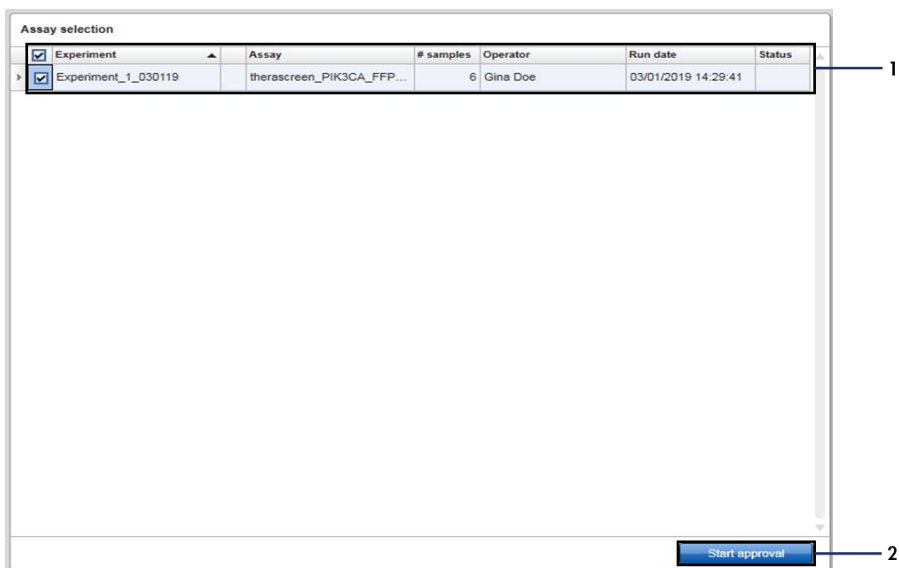 Assay selection
Experiment Assay # samples Operator Run date Status
Experiment_1_030119 therascreen_PIK3CA_FFP... 6 Gina Doe 03/01/2019 14:29:41
1
Start approval
2